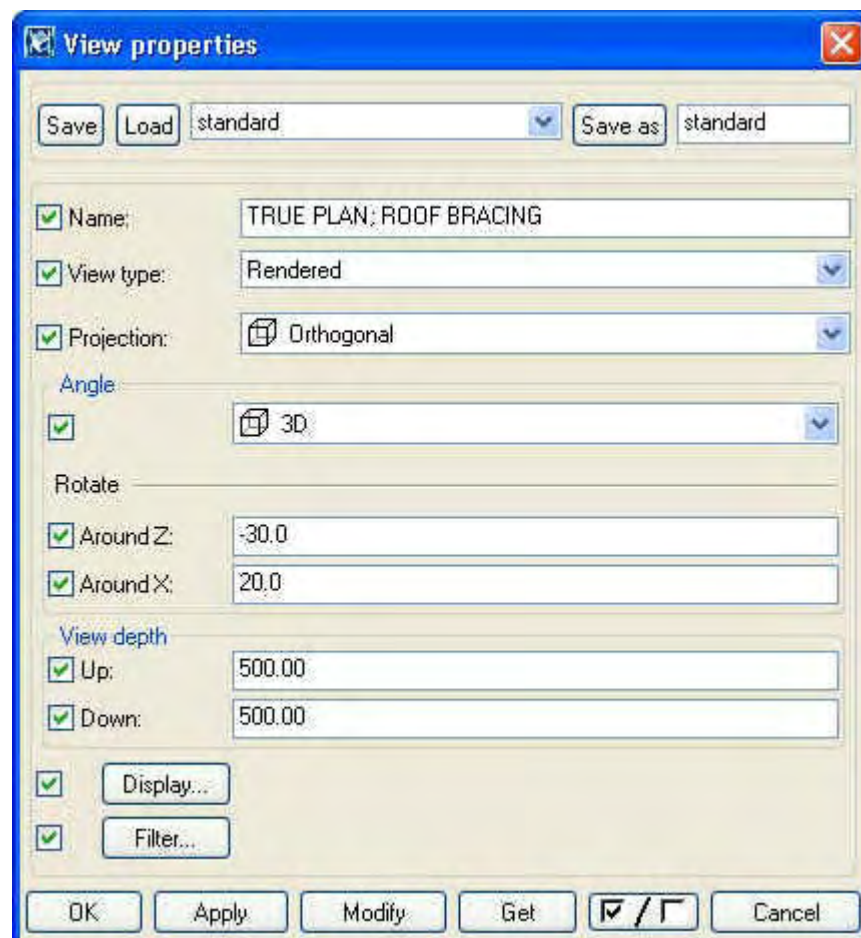 View properties
Save Load standard Save as standard
Name: TRUE PLAN; ROOF BRACING
View type: Rendered
Projection: Orthogonal
Angle
3D
Rotate
Around Z: -30.0
Around X: 20.0
View depth
Up: 500.00
Down: 500.00
Display...
Filter...
OK Apply Modify Get / Cancel